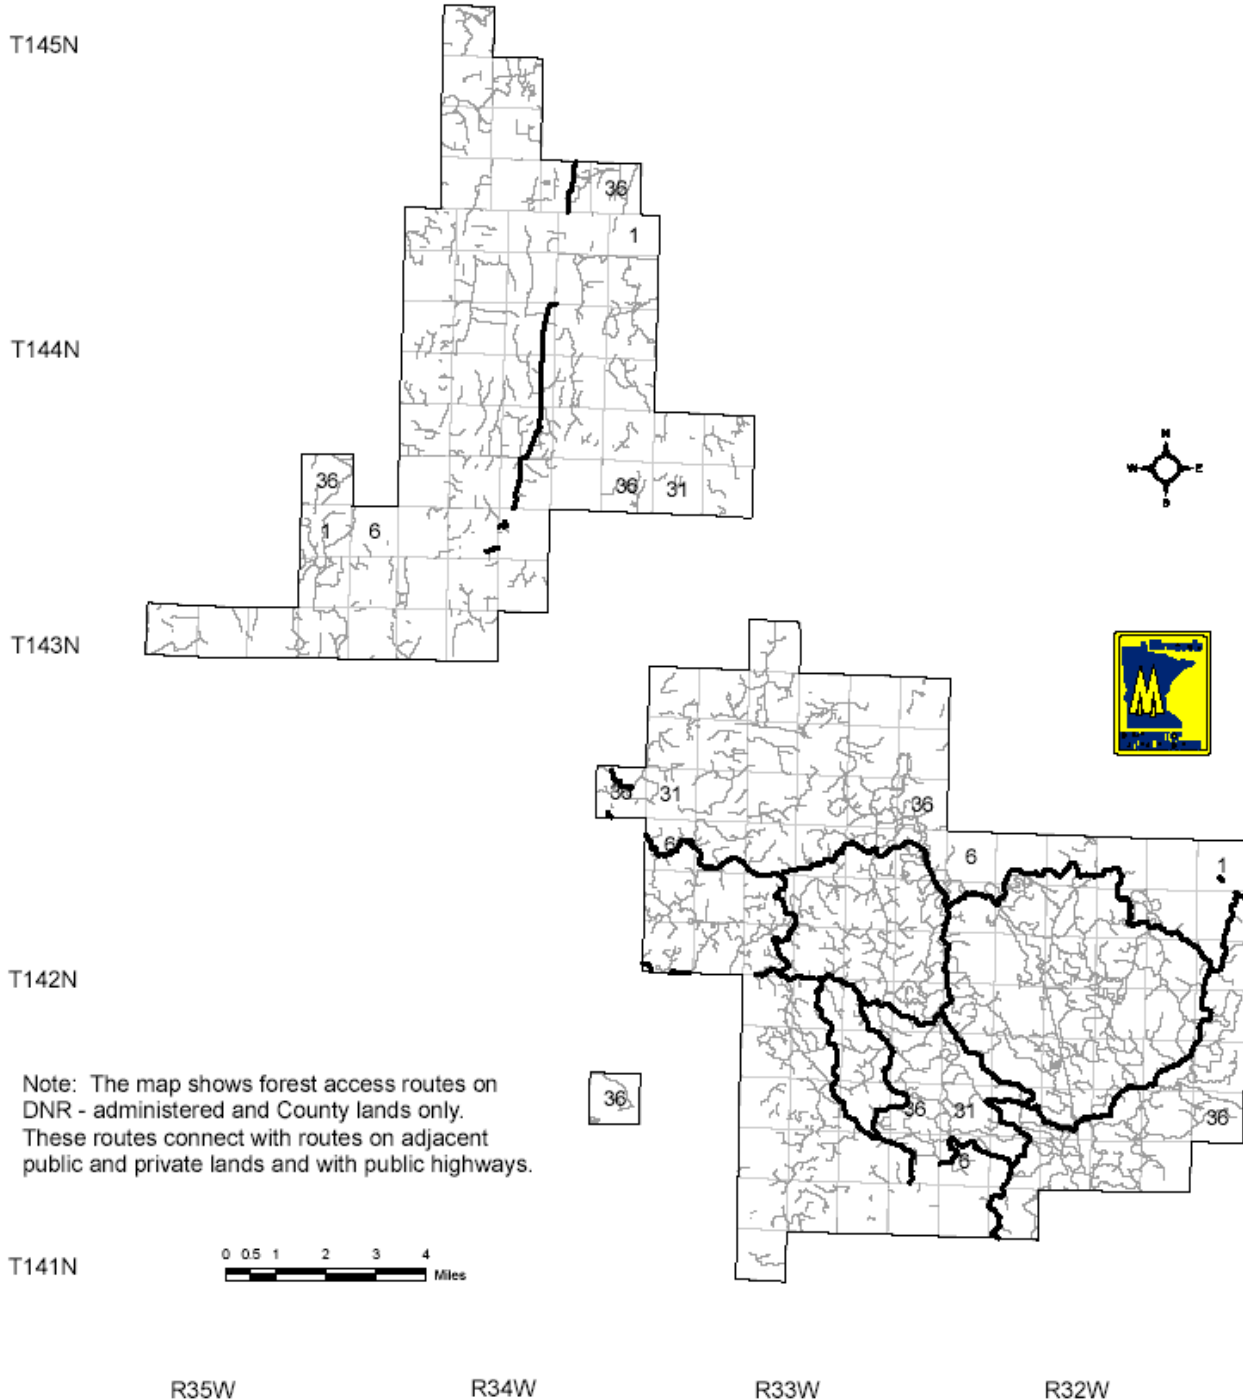 T145N
36
1
T144N
36
31
36
1
6
N
W
E
S
T143N
Minnesota
36
31
36
6
6
1
T142N
Note: The map shows forest access routes on
DNR - administered and County lands only.
These routes connect with routes on adjacent
public and private lands and with public highways.
36
36
31
36
6
T141N
0 0.5 1 2 3 4
Miles
R35W R34W R33W R32W